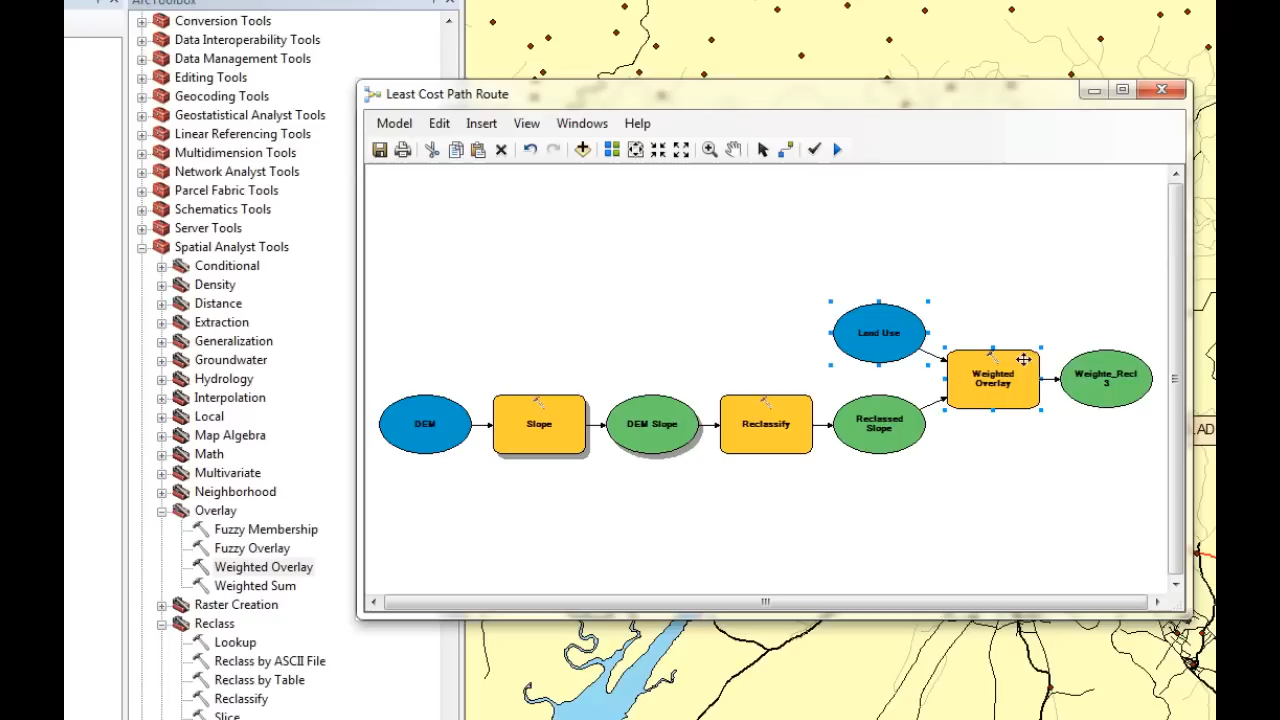 ArcToolbox
Conversion Tools
Data Interoperability Tools
Data Management Tools
Editing Tools
Geocoding Tools
Geostatistical Analyst Tools
Linear Referencing Tools
Multidimension Tools
Network Analyst Tools
Parcel Fabric Tools
Schematics Tools
Server Tools
Spatial Analyst Tools
Conditional
Density
Distance
Extraction
Generalization
Groundwater
Hydrology
Interpolation
Local
Map Algebra
Math
Multivariate
Neighborhood
Overlay
Fuzzy Membership
Fuzzy Overlay
Weighted Overlay
Weighted Sum
Raster Creation
Reclass
Lookup
Reclass by ASCII File
Reclass by Table
Reclassify
Slice
Least Cost Path Route
Model Edit Insert View Windows Help
Land Use
Weighted
Overlay
Weighte_Recl
3
DEM
Slope
DEM Slope
Reclassify
Reclassed
Slope
AD